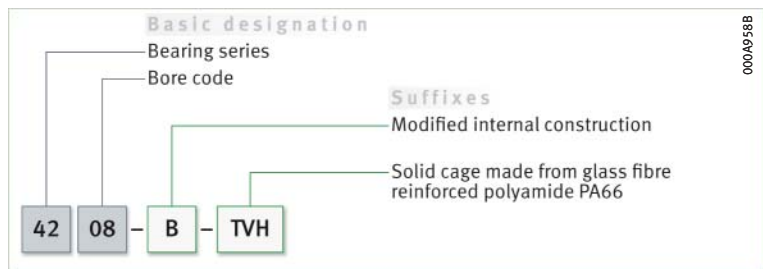 Basic designation
Bearing series
Bore code
Suffixes
Modified internal construction
Solid cage made from glass fibre
reinforced polyamide PA66
42 08 – B – TVH
000A958B